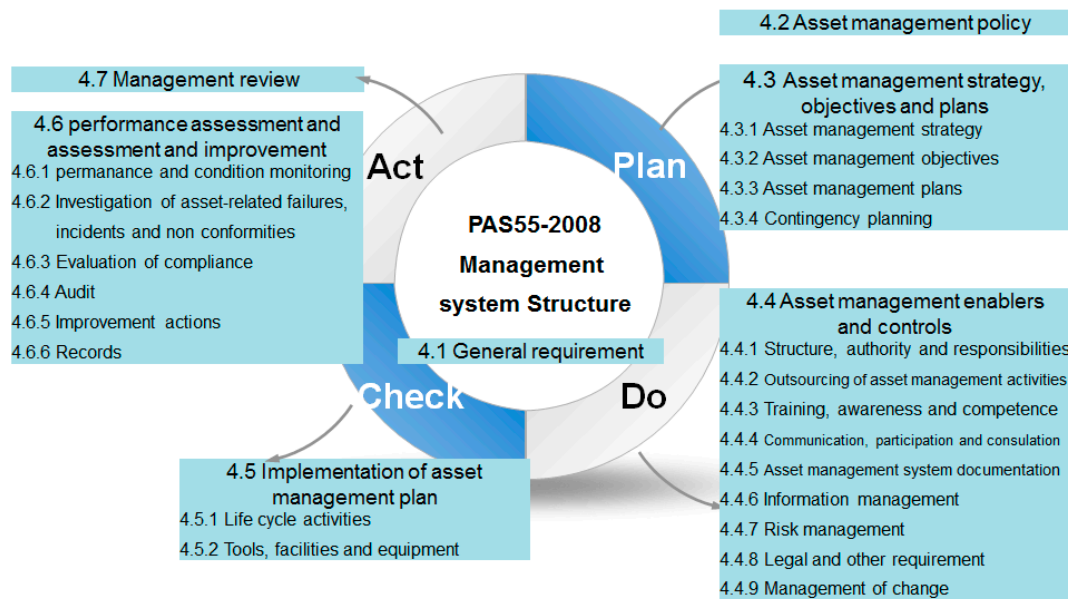 4.2 Asset management policy
4.7 Management review
4.3 Asset management strategy,
objectives and plans
4.3.1 Asset management strategy
4.3.2 Asset management objectives
4.3.3 Asset management plans
4.3.4 Contingency planning
4.6 performance assessment and
assessment and improvement
4.6.1 permanance and condition monitoring
4.6.2 Investigation of asset-related failures,
incidents and non conformities
4.6.3 Evaluation of compliance
4.6.4 Audit
4.6.5 Improvement actions
4.6.6 Records
Act
Plan
PAS55-2008
Management
system Structure
4.1 General requirement
Check
Do
4.4 Asset management enablers
and controls
4.4.1 Structure, authority and responsibilities
4.4.2 Outsourcing of asset management activities
4.4.3 Training, awareness and competence
4.4.4 Communication, participation and consulation
4.4.5 Asset management system documentation
4.4.6 Information management
4.4.7 Risk management
4.4.8 Legal and other requirement
4.4.9 Management of change
4.5 Implementation of asset
management plan
4.5.1 Life cycle activities
4.5.2 Tools, facilities and equipment